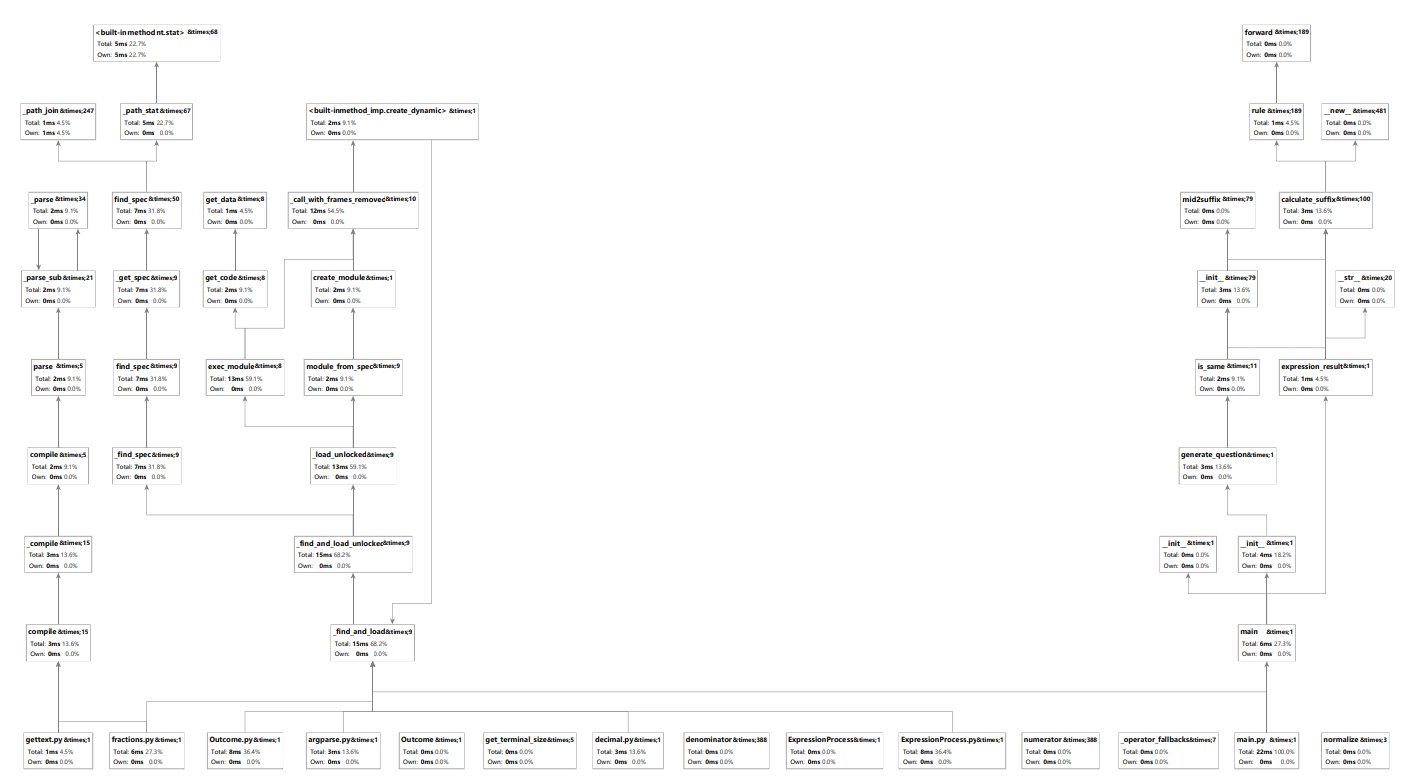 <built-in method nt.stat> &times;68
Total: 5ms 22.7%
Own: 5ms 22.7%
forward &times;189
Total: 0ms 0.0%
Own: 0ms 0.0%
_path_join &times;247
Total: 1ms 4.5%
Own: 1ms 4.5%
_path_stat &times;67
Total: 5ms 22.7%
Own: 0ms 0.0%
<built-inmethod_imp.create_dynamic> &times;1
Total: 2ms 9.1%
Own: 0ms 0.0%
rule &times;189
Total: 1ms 4.5%
Own: 0ms 0.0%
__new__ &times;481
Total: 0ms 0.0%
Own: 0ms 0.0%
_parse &times;34
Total: 2ms 9.1%
Own: 0ms 0.0%
find_spec &times;50
Total: 7ms 31.8%
Own: 0ms 0.0%
get_data &times;8
Total: 1ms 4.5%
Own: 0ms 0.0%
_call_with_frames_removed &times;10
Total: 12ms 54.5%
Own: 0ms 0.0%
mid2suffix &times;79
Total: 0ms 0.0%
Own: 0ms 0.0%
calculate_suffix &times;100
Total: 3ms 13.6%
Own: 0ms 0.0%
_parse_sub &times;21
Total: 2ms 9.1%
Own: 0ms 0.0%
_get_spec &times;9
Total: 7ms 31.8%
Own: 0ms 0.0%
get_code &times;8
Total: 2ms 9.1%
Own: 0ms 0.0%
create_module &times;1
Total: 2ms 9.1%
Own: 0ms 0.0%
__init__ &times;79
Total: 3ms 13.6%
Own: 0ms 0.0%
__str__ &times;20
Total: 0ms 0.0%
Own: 0ms 0.0%
parse &times;5
Total: 2ms 9.1%
Own: 0ms 0.0%
find_spec &times;9
Total: 7ms 31.8%
Own: 0ms 0.0%
exec_module &times;8
Total: 13ms 59.1%
Own: 0ms 0.0%
module_from_spec &times;9
Total: 2ms 9.1%
Own: 0ms 0.0%
is_same &times;11
Total: 2ms 9.1%
Own: 0ms 0.0%
expression_result &times;1
Total: 1ms 4.5%
Own: 0ms 0.0%
compile &times;5
Total: 2ms 9.1%
Own: 0ms 0.0%
_find_spec &times;9
Total: 7ms 31.8%
Own: 0ms 0.0%
_load_unlocked &times;9
Total: 13ms 59.1%
Own: 0ms 0.0%
generate_question &times;1
Total: 3ms 13.6%
Own: 0ms 0.0%
_compile &times;15
Total: 3ms 13.6%
Own: 0ms 0.0%
_find_and_load_unlocked &times;9
Total: 15ms 68.2%
Own: 0ms 0.0%
__init__ &times;1
Total: 0ms 0.0%
Own: 0ms 0.0%
__init__ &times;1
Total: 4ms 18.2%
Own: 0ms 0.0%
compile &times;15
Total: 3ms 13.6%
Own: 0ms 0.0%
_find_and_load &times;9
Total: 15ms 68.2%
Own: 0ms 0.0%
main &times;1
Total: 6ms 27.3%
Own: 0ms 0.0%
gettext.py &times;1
Total: 1ms 4.5%
Own: 0ms 0.0%
fractions.py &times;1
Total: 6ms 27.3%
Own: 0ms 0.0%
Outcome.py &times;1
Total: 8ms 36.4%
Own: 0ms 0.0%
argparse.py &times;1
Total: 3ms 13.6%
Own: 0ms 0.0%
Outcome &times;1
Total: 0ms 0.0%
Own: 0ms 0.0%
get_terminal_size &times;5
Total: 0ms 0.0%
Own: 0ms 0.0%
decimal.py &times;1
Total: 3ms 13.6%
Own: 0ms 0.0%
denominator &times;388
Total: 0ms 0.0%
Own: 0ms 0.0%
ExpressionProcess &times;1
Total: 0ms 0.0%
Own: 0ms 0.0%
ExpressionProcess.py &times;1
Total: 8ms 36.4%
Own: 0ms 0.0%
numerator &times;388
Total: 0ms 0.0%
Own: 0ms 0.0%
_operator_fallbacks &times;7
Total: 0ms 0.0%
Own: 0ms 0.0%
main.py &times;1
Total: 22ms 100.0%
Own: 0ms 0.0%
normalize &times;3
Total: 0ms 0.0%
Own: 0ms 0.0%